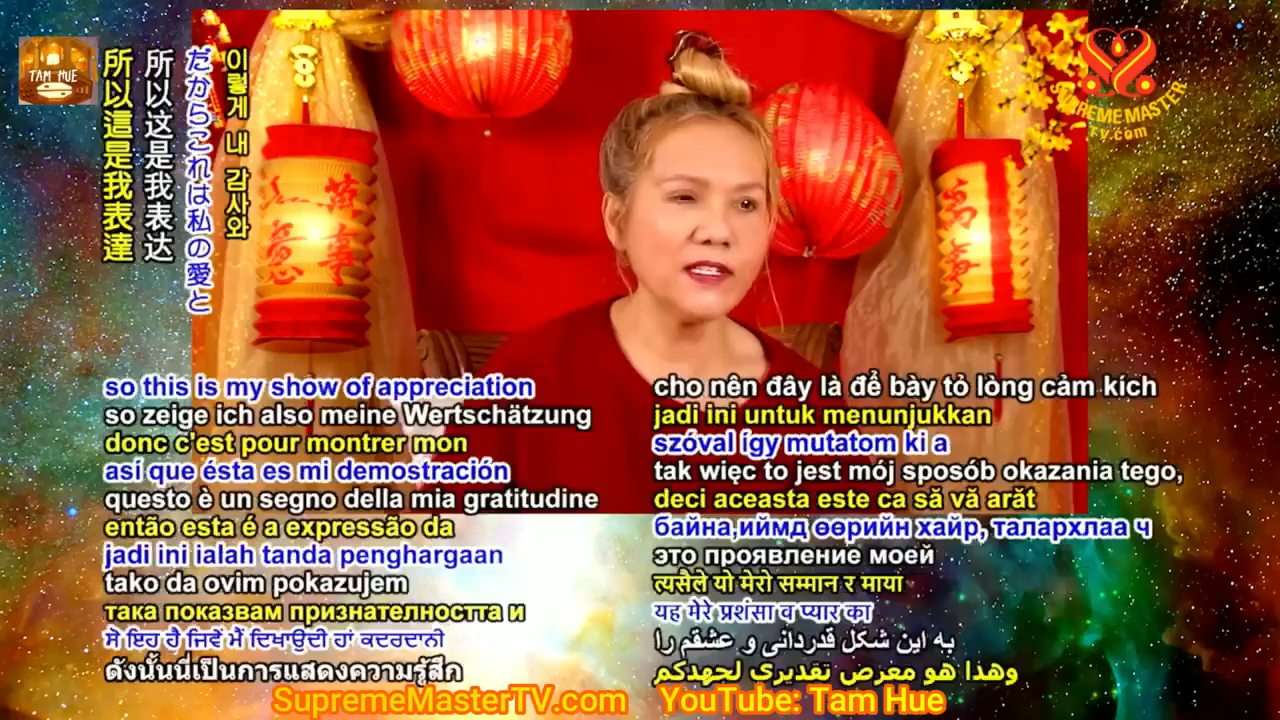 TAM HUE
所以這是我表達
所以这是我表达
だからこれは私の愛と
이렇게 내 감사와
SUPREME MASTER
TV.com
萬事
萬事
so this is my show of appreciation
so zeige ich also meine Wertschätzung
donc c'est pour montrer mon
así que ésta es mi demostración
questo è un segno della mia gratitudine
então esta é a expressão da
jadi ini ialah tanda penghargaan
tako da ovim pokazujem
така показвам признателността и
ਸੋ ਇਹ ਹੈ ਜਿਵੇਂ ਮੈਂ ਦਿਖਾਉਂਦੀ ਹਾਂ ਕਦਰਦਾਨੀ
ดังนั้นนี่เป็นการแสดงความรู้สึก
cho nên đây là để bày tỏ lòng cảm kích
jadi ini untuk menunjukkan
szóval így mutatom ki a
tak więc to jest mój sposób okazania tego,
deci aceasta este ca să vă arăt
байна,иймд өөрийн хайр, талархлаа ч
это проявление моей
त्यसैले यो मेरो सम्मान र माया
यह मेरे प्रशंसा व प्यार का
به این شکل قدردانی و عشقم را
وهذا هو معرض تقديري لجهدكم
SupremeMasterTV.com YouTube: Tam Hue